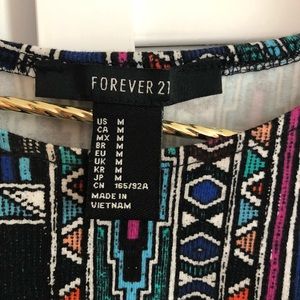 FOREVER 21
US M
CA M
MX M
BR M
EU M
UK M
KR M
JP M
CN 165/92A
MADE IN
VIETNAM